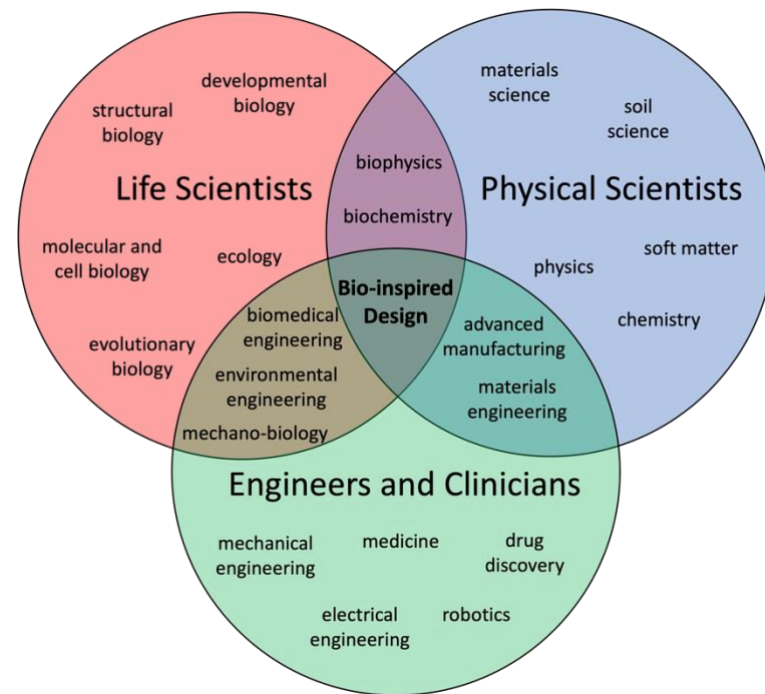 developmental
biology
structural
biology
Life Scientists
molecular and
cell biology
ecology
evolutionary
biology
biophysics
biochemistry
materials
science
soil
science
Physical Scientists
soft matter
physics
chemistry
Bio-inspired
Design
biomedical
engineering
environmental
engineering
mechano-biology
advanced
manufacturing
materials
engineering
Engineers and Clinicians
mechanical
engineering
medicine
drug
discovery
electrical
engineering
robotics